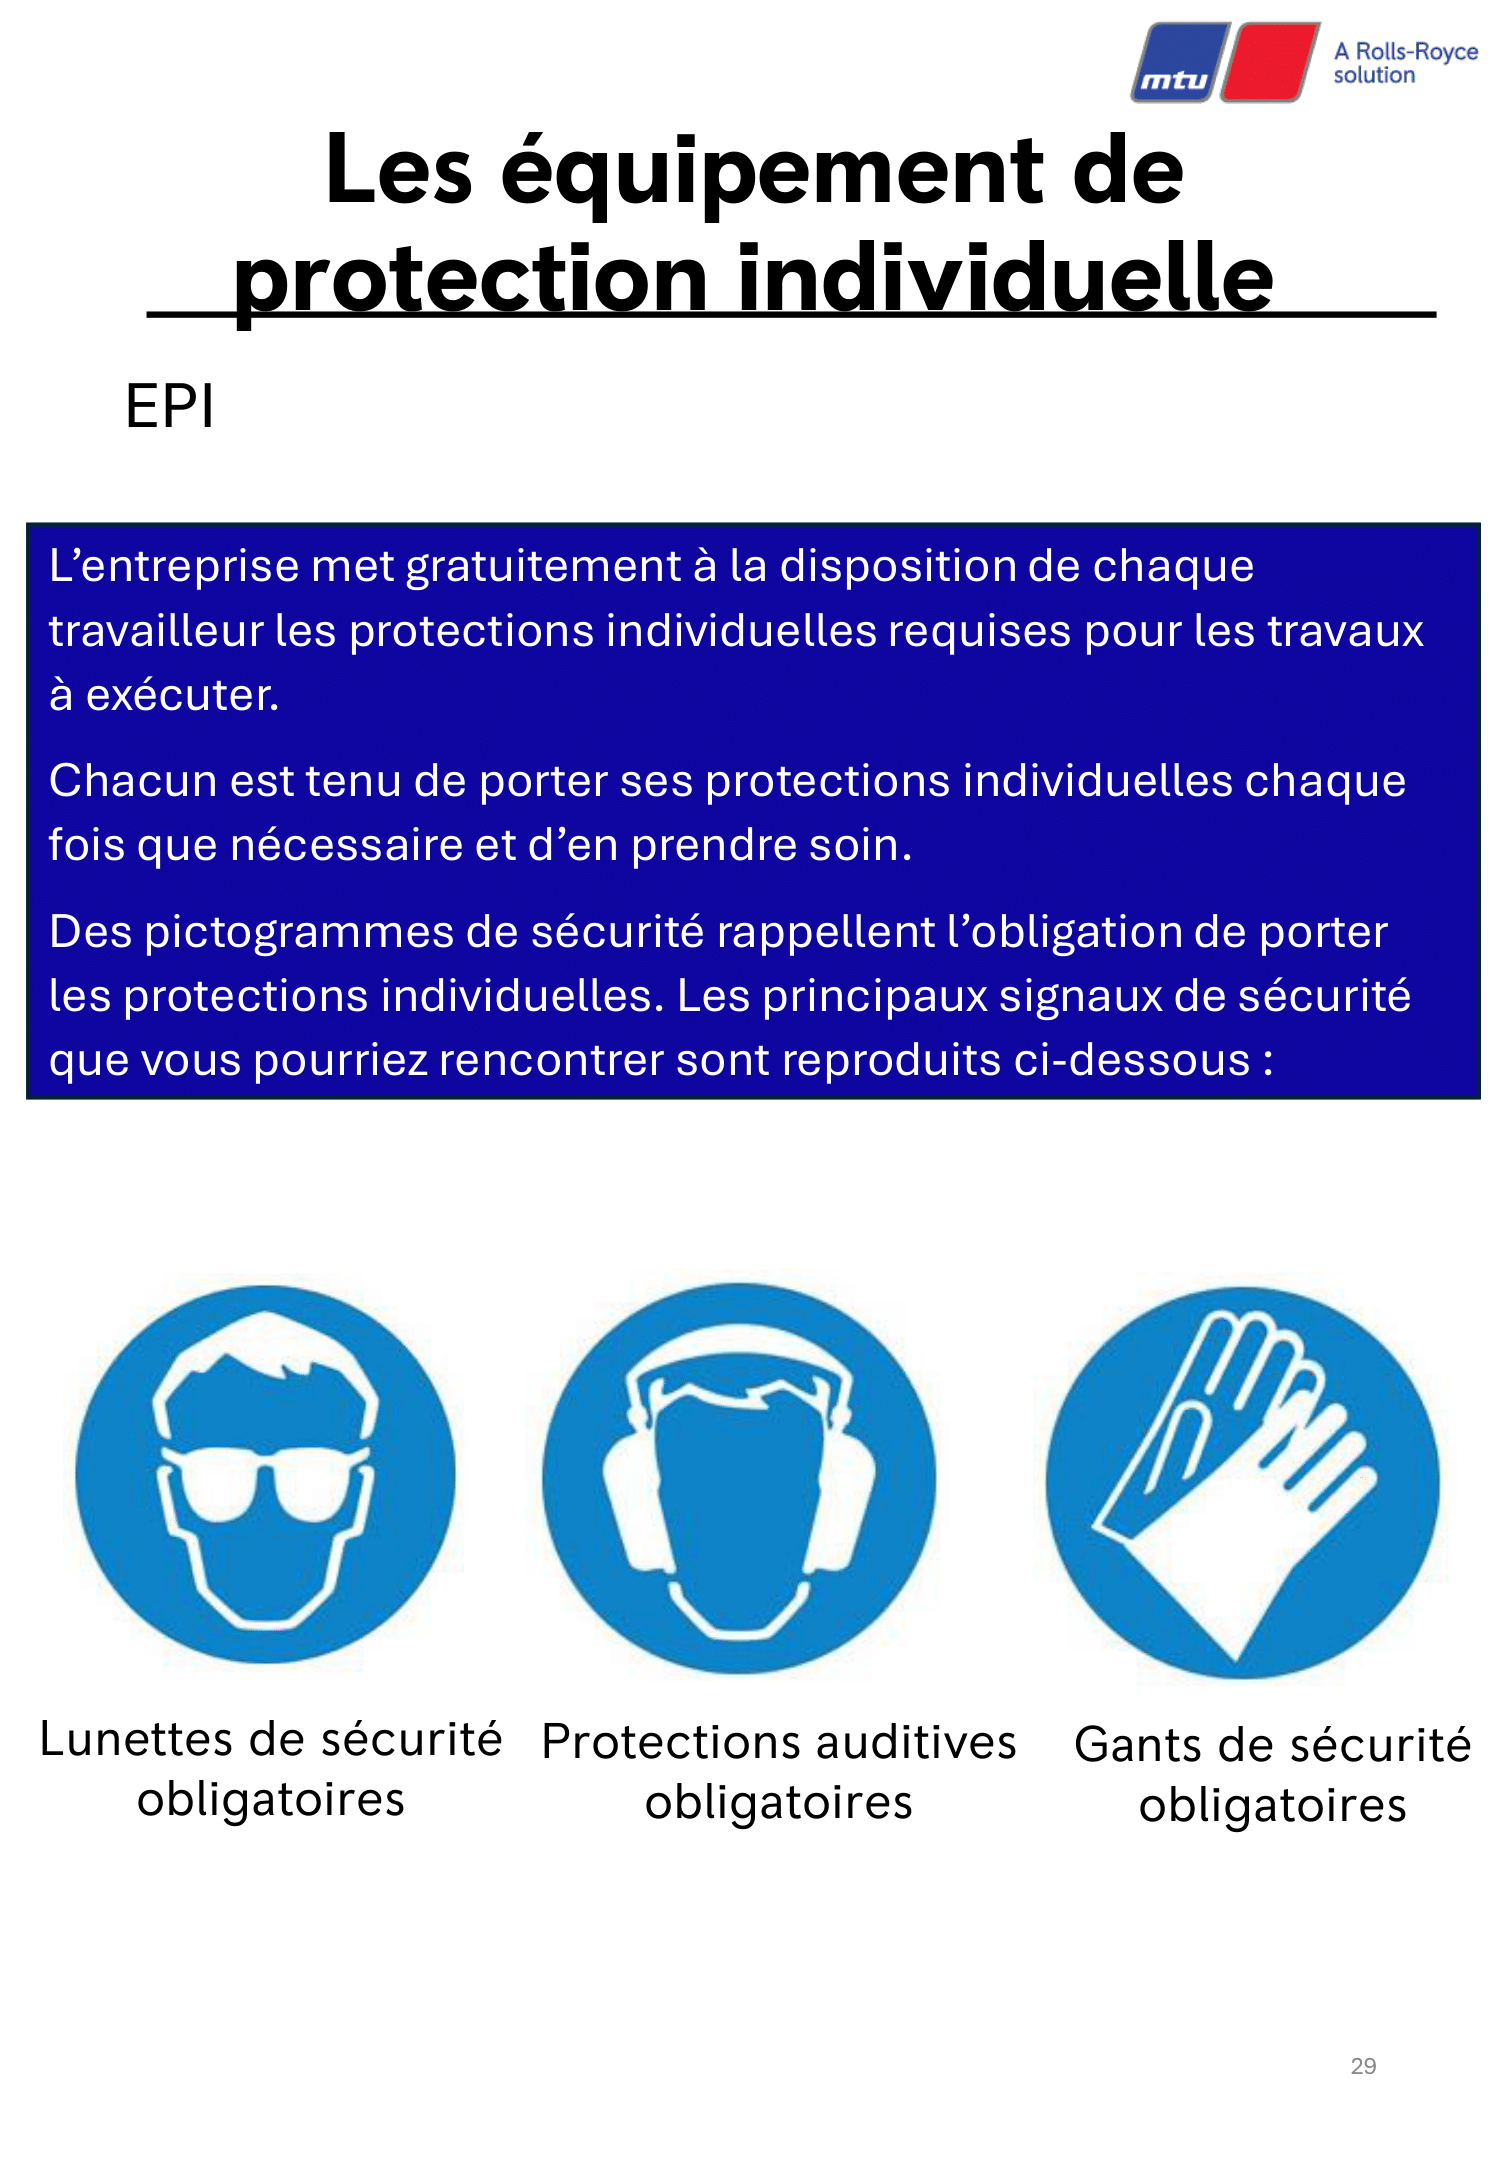 mtu
A Rolls-Royce
solution
Les équipement de
protection individuelle
EPI
L’entreprise met gratuitement à la disposition de chaque
travailleur les protections individuelles requises pour les travaux
à exécuter.
Chacun est tenu de porter ses protections individuelles chaque
fois que nécessaire et d’en prendre soin.
Des pictogrammes de sécurité rappellent l’obligation de porter
les protections individuelles. Les principaux signaux de sécurité
que vous pourriez rencontrer sont reproduits ci-dessous :
Lunettes de sécurité
obligatoires
Protections auditives
obligatoires
Gants de sécurité
obligatoires
29